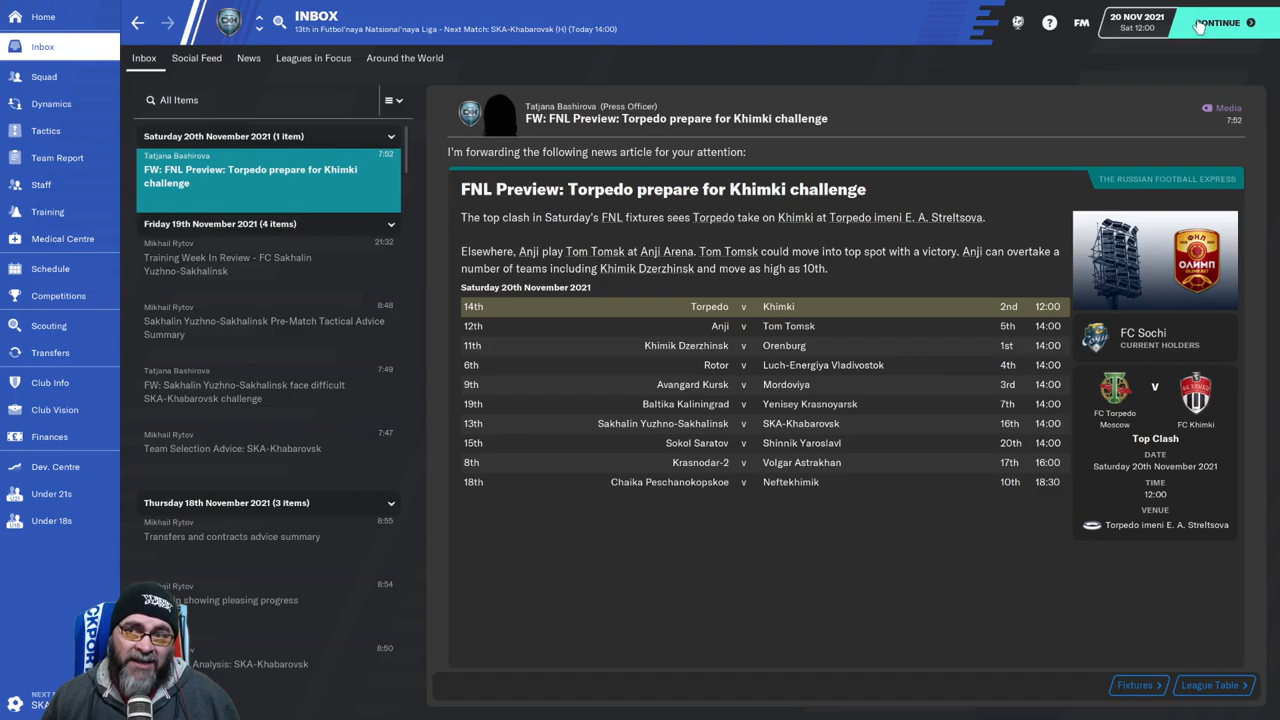 Home
Inbox
Squad
Dynamics
Tactics
Team Report
Staff
Training
Medical Centre
Schedule
Competitions
Scouting
Transfers
Club Info
Club Vision
Finances
Dev. Centre
Under 21s
Under 18s
SKA
INBOX
13th in Futbol'naya Natsional'naya Liga - Next Match: SKA-Khabarovsk (H) (Today 14:00)
?
FM
20 NOV 2021
Sat 12:00
CONTINUE
Inbox
Social Feed
News
Leagues in Focus
Around the World
All Items
Saturday 20th November 2021 (1 item)
Tatjana Bashirova
7:52
FW: FNL Preview: Torpedo prepare for Khimki
challenge
Friday 19th November 2021 (4 items)
Mikhail Rytov
21:32
Training Week In Review - FC Sakhalin
Yuzhno-Sakhalinsk
Mikhail Rytov
8:48
Sakhalin Yuzhno-Sakhalinsk Pre-Match Tactical Advice
Summary
Tatjana Bashirova
7:49
FW: Sakhalin Yuzhno-Sakhalinsk face difficult
SKA-Khabarovsk challenge
Mikhail Rytov
7:47
Team Selection Advice: SKA-Khabarovsk
Thursday 18th November 2021 (3 items)
Mikhail Rytov
8:55
Transfers and contracts advice summary
Rytov
8:54
showing pleasing progress
Rytov
8:50
Analysis: SKA-Khabarovsk
Tatjana Bashirova (Press Officer)
FW: FNL Preview: Torpedo prepare for Khimki challenge
Media
7:52
I'm forwarding the following news article for your attention:
THE RUSSIAN FOOTBALL EXPRESS
FNL Preview: Torpedo prepare for Khimki challenge
The top clash in Saturday's FNL fixtures sees Torpedo take on Khimki at Torpedo imeni E. A. Streltsova.
Elsewhere, Anji play Tom Tomsk at Anji Arena. Tom Tomsk could move into top spot with a victory. Anji can overtake a
number of teams including Khimik Dzerzhinsk and move as high as 10th.
Saturday 20th November 2021
14th Torpedo v Khimki 2nd 12:00
12th Anji v Tom Tomsk 5th 14:00
11th Khimik Dzerzhinsk v Orenburg 1st 14:00
6th Rotor v Luch-Energiya Vladivostok 4th 14:00
9th Avangard Kursk v Mordoviya 3rd 14:00
19th Baltika Kaliningrad v Yenisey Krasnoyarsk 7th 14:00
13th Sakhalin Yuzhno-Sakhalinsk v SKA-Khabarovsk 16th 14:00
15th Sokol Saratov v Shinnik Yaroslavl 20th 14:00
8th Krasnodar-2 v Volgar Astrakhan 17th 16:00
18th Chaika Peschanokopskoe v Neftekhimik 10th 18:30
ФНЛ
ОЛИМП
FC Sochi
CURRENT HOLDERS
v
FC Torpedo
Moscow
FC Khimki
Top Clash
DATE
Saturday 20th November 2021
TIME
12:00
VENUE
Torpedo imeni E. A. Streltsova
Fixtures
League Table